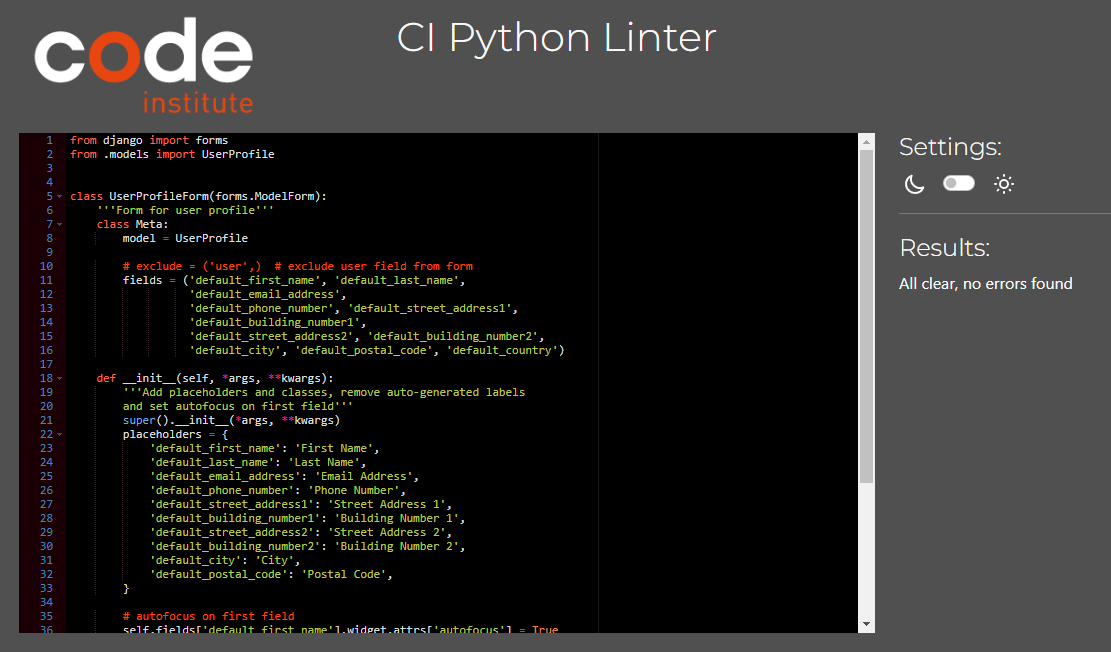 code
institute
CI Python Linter
1 from django import forms
2 from .models import UserProfile
3
4
5 class UserProfileForm(forms.ModelForm):
6     '''Form for user profile'''
7     class Meta:
8         model = UserProfile
9
10         # exclude = ('user',)  # exclude user field from form
11         fields = ('default_first_name', 'default_last_name',
12                   'default_email_address',
13                   'default_phone_number', 'default_street_address1',
14                   'default_building_number1',
15                   'default_street_address2', 'default_building_number2',
16                   'default_city', 'default_postal_code', 'default_country')
17
18     def __init__(self, *args, **kwargs):
19         '''Add placeholders and classes, remove auto-generated labels
20         and set autofocus on first field'''
21         super().__init__(*args, **kwargs)
22         placeholders = {
23             'default_first_name': 'First Name',
24             'default_last_name': 'Last Name',
25             'default_email_address': 'Email Address',
26             'default_phone_number': 'Phone Number',
27             'default_street_address1': 'Street Address 1',
28             'default_building_number1': 'Building Number 1',
29             'default_street_address2': 'Street Address 2',
30             'default_building_number2': 'Building Number 2',
31             'default_city': 'City',
32             'default_postal_code': 'Postal Code',
33         }
34
35         # autofocus on first field
36         self.fields['default_first_name'].widget.attrs['autofocus'] = True
Settings:
Results:
All clear, no errors found